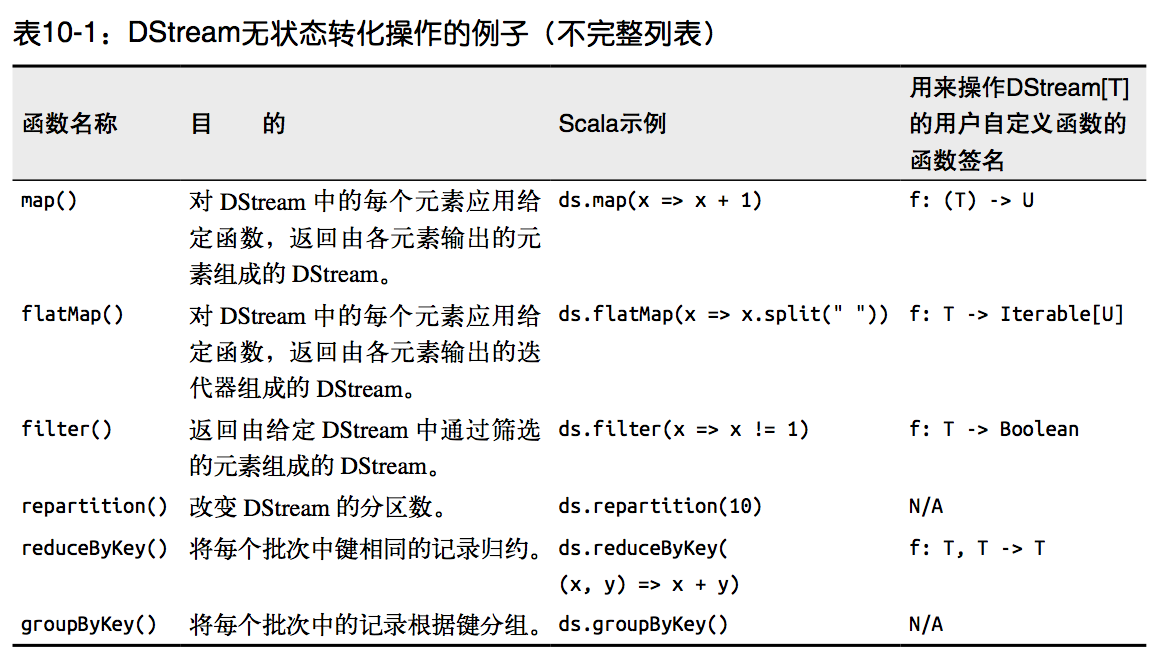 表10-1：DStream无状态转化操作的例子（不完整列表）
函数名称 目 的 Scala示例 用来操作DStream[T]
的用户自定义函数的
函数签名
map() 对 DStream 中的每个元素应用给 ds.map(x => x + 1) f: (T) -> U
定函数，返回由各元素输出的元
素组成的 DStream。
flatMap() 对 DStream 中的每个元素应用给 ds.flatMap(x => x.split(" ")) f: T -> Iterable[U]
定函数，返回由各元素输出的迭
代器组成的 DStream。
filter() 返回由给定 DStream 中通过筛选 ds.filter(x => x != 1) f: T -> Boolean
的元素组成的 DStream。
repartition() 改变 DStream 的分区数。 ds.repartition(10) N/A
reduceByKey() 将每个批次中键相同的记录归约。 ds.reduceByKey( f: T, T -> T
(x, y) => x + y)
groupByKey() 将每个批次中的记录根据键分组。 ds.groupByKey() N/A